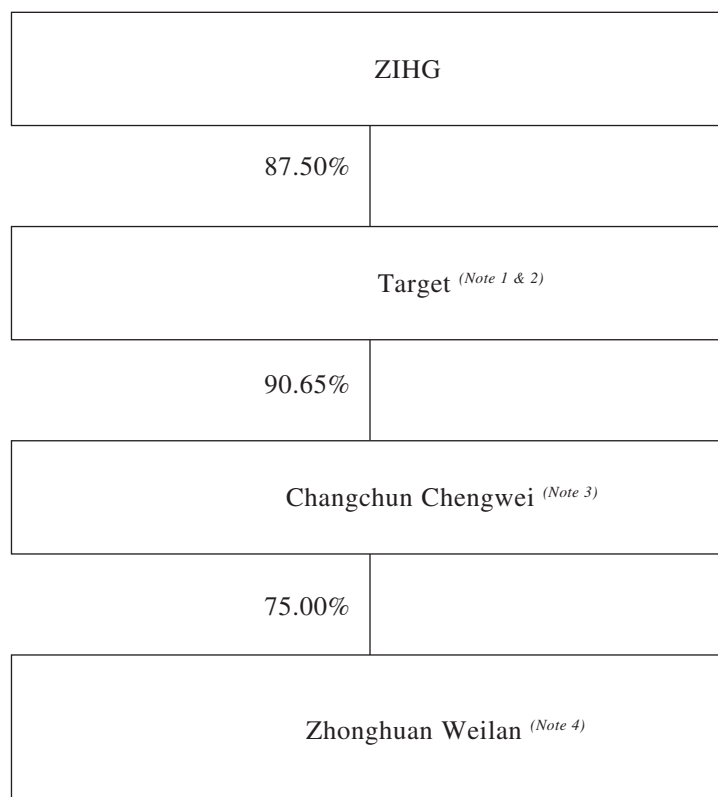 ZIHG
87.50%
Target (Note 1 & 2)
90.65%
Changchun Chengwei (Note 3)
75.00%
Zhonghuan Weilan (Note 4)